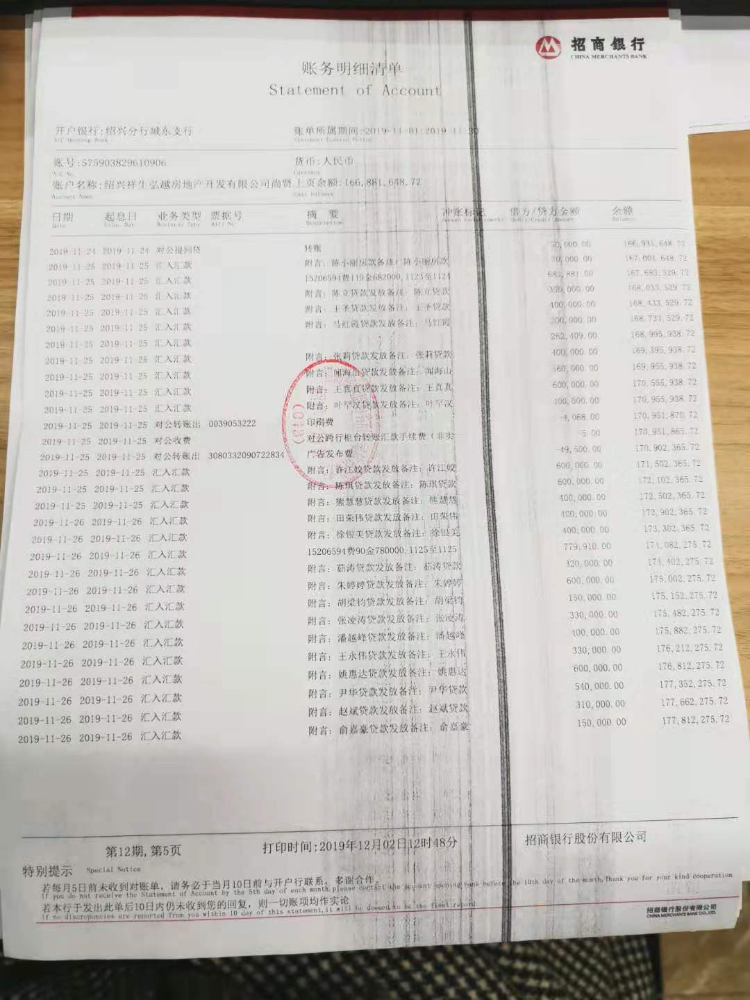 招商银行
CHINA MERCHANTS BANK
账务明细清单
Statement of Account
开户银行:绍兴分行城东支行 账单所属期间:2019-11-01-2019-11-30
A/C Opening Bank Statement Covered Period
账号:575903829610906 货币:人民币
A/C No. Currency
账户名称:绍兴祥生弘越房地产开发有限公司尚贤 上页余额:166,881,648.72
Account Name Last balance
日期 起息日 业务类型 票据号 摘 要 冲账标记 借方/贷方金额 余额
Date Value Dat Business Type Bill No Description Debit/Credit Amount Balance
2019-11-24 2019-11-24 对公提回贷 转账 50,000.00 166,931,648.72
2019-11-25 2019-11-25 汇入汇款 附言：陈小丽房款备注：陈小丽房款 70,000.00 167,001,648.72
2019-11-25 2019-11-25 汇入汇款 15206594费119金682000,1123至1124 681,881.00 167,683,529.72
2019-11-25 2019-11-25 汇入汇款 附言：陈立贷款发放备注：陈立贷款 350,000.00 168,033,529.72
2019-11-25 2019-11-25 汇入汇款 附言：王圣贷款发放备注：王圣贷款 400,000.00 168,433,529.72
2019-11-25 2019-11-25 汇入汇款 附言：马红霞贷款发放备注：马红霞 300,000.00 168,733,529.72
2019-11-25 2019-11-25 汇入汇款 262,409.00 168,995,938.72
2019-11-25 2019-11-25 汇入汇款 附言：张莉贷款发放备注：张莉贷款 400,000.00 169,395,938.72
2019-11-25 2019-11-25 汇入汇款 附言：闻海山贷款发放备注：闻海山 560,000.00 169,955,938.72
2019-11-25 2019-11-25 汇入汇款 附言：王真真贷款发放备注：王真真 600,000.00 170,555,938.72
2019-11-25 2019-11-25 汇入汇款 附言：叶罕汉贷款发放备注：叶罕汉 400,000.00 170,955,938.72
2019-11-25 2019-11-25 对公转账出 0039053222 印刷费 -4,068.00 170,951,870.72
2019-11-25 2019-11-25 对公收费 对公跨行柜台转账汇款手续费（非实 -5.00 170,951,865.72
2019-11-25 2019-11-25 对公转账出 3080332090722834 广告发布费 -49,500.00 170,902,365.72
2019-11-25 2019-11-25 汇入汇款 附言：许江姣贷款发放备注：许江姣 600,000.00 171,502,365.72
2019-11-25 2019-11-25 汇入汇款 附言：陈琪贷款发放备注：陈琪贷款 600,000.00 172,102,365.72
2019-11-25 2019-11-25 汇入汇款 附言：熊慧慧贷款发放备注：熊慧慧 400,000.00 172,502,365.72
2019-11-26 2019-11-26 汇入汇款 附言：田荣伟贷款发放备注：田荣伟 400,000.00 172,902,365.72
2019-11-26 2019-11-26 汇入汇款 附言：徐银美贷款发放备注：徐银美 400,000.00 173,302,365.72
2019-11-26 2019-11-26 汇入汇款 15206594费90金780000,1125至1125 779,910.00 174,082,275.72
2019-11-26 2019-11-26 汇入汇款 附言：茹涛贷款发放备注：茹涛贷款 320,000.00 174,402,275.72
2019-11-26 2019-11-26 汇入汇款 附言：朱婷婷贷款发放备注：朱婷婷 600,000.00 175,002,275.72
2019-11-26 2019-11-26 汇入汇款 附言：胡梁钧贷款发放备注：胡梁钧 150,000.00 175,152,275.72
2019-11-26 2019-11-26 汇入汇款 附言：张凌涛贷款发放备注：张凌涛 330,000.00 175,482,275.72
2019-11-26 2019-11-26 汇入汇款 附言：潘越峰贷款发放备注：潘越峰 400,000.00 175,882,275.72
2019-11-26 2019-11-26 汇入汇款 附言：王永伟贷款发放备注：王永伟 330,000.00 176,212,275.72
2019-11-26 2019-11-26 汇入汇款 附言：姚惠达贷款发放备注：姚惠达 600,000.00 176,812,275.72
2019-11-26 2019-11-26 汇入汇款 附言：尹华贷款发放备注：尹华贷款 540,000.00 177,352,275.72
2019-11-26 2019-11-26 汇入汇款 附言：赵斌贷款发放备注：赵斌贷款 310,000.00 177,662,275.72
2019-11-26 2019-11-26 汇入汇款 附言：俞嘉豪贷款发放备注：俞嘉豪 150,000.00 177,812,275.72
(013)
第12期,第5页 打印时间:2019年12月02日12时48分 招商银行股份有限公司
特别提示 Special Notice
若每月5日前未收到对账单，请务必于当月10日前与开户行联系，多谢合作。
If you do not receive the Statement of Account by the 5th day of each month,please contact the account opening bank before the 10th day of the month,Thank you for your kind cooperation.
若本行于发出此单后10日内仍未收到您的回复，则一切账项均作实论
If no discrepancies are reported from you within 10 day of this statement,it will be deemed to be the final record
招商银行股份有限公司
CHINA MERCHANTS BANK CO.,LTD.